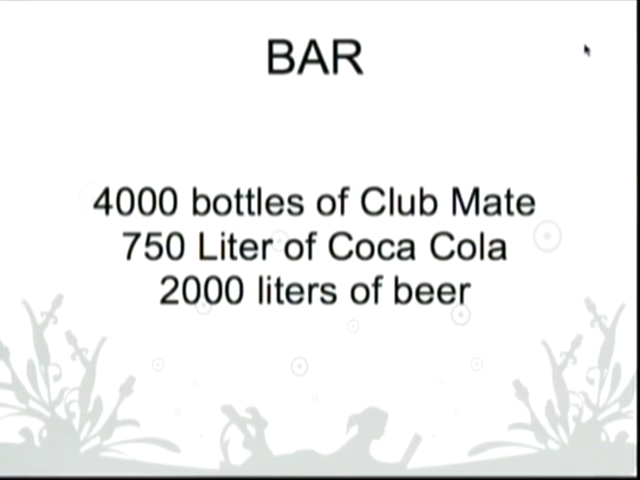 BAR
4000 bottles of Club Mate
750 Liter of Coca Cola
2000 liters of beer